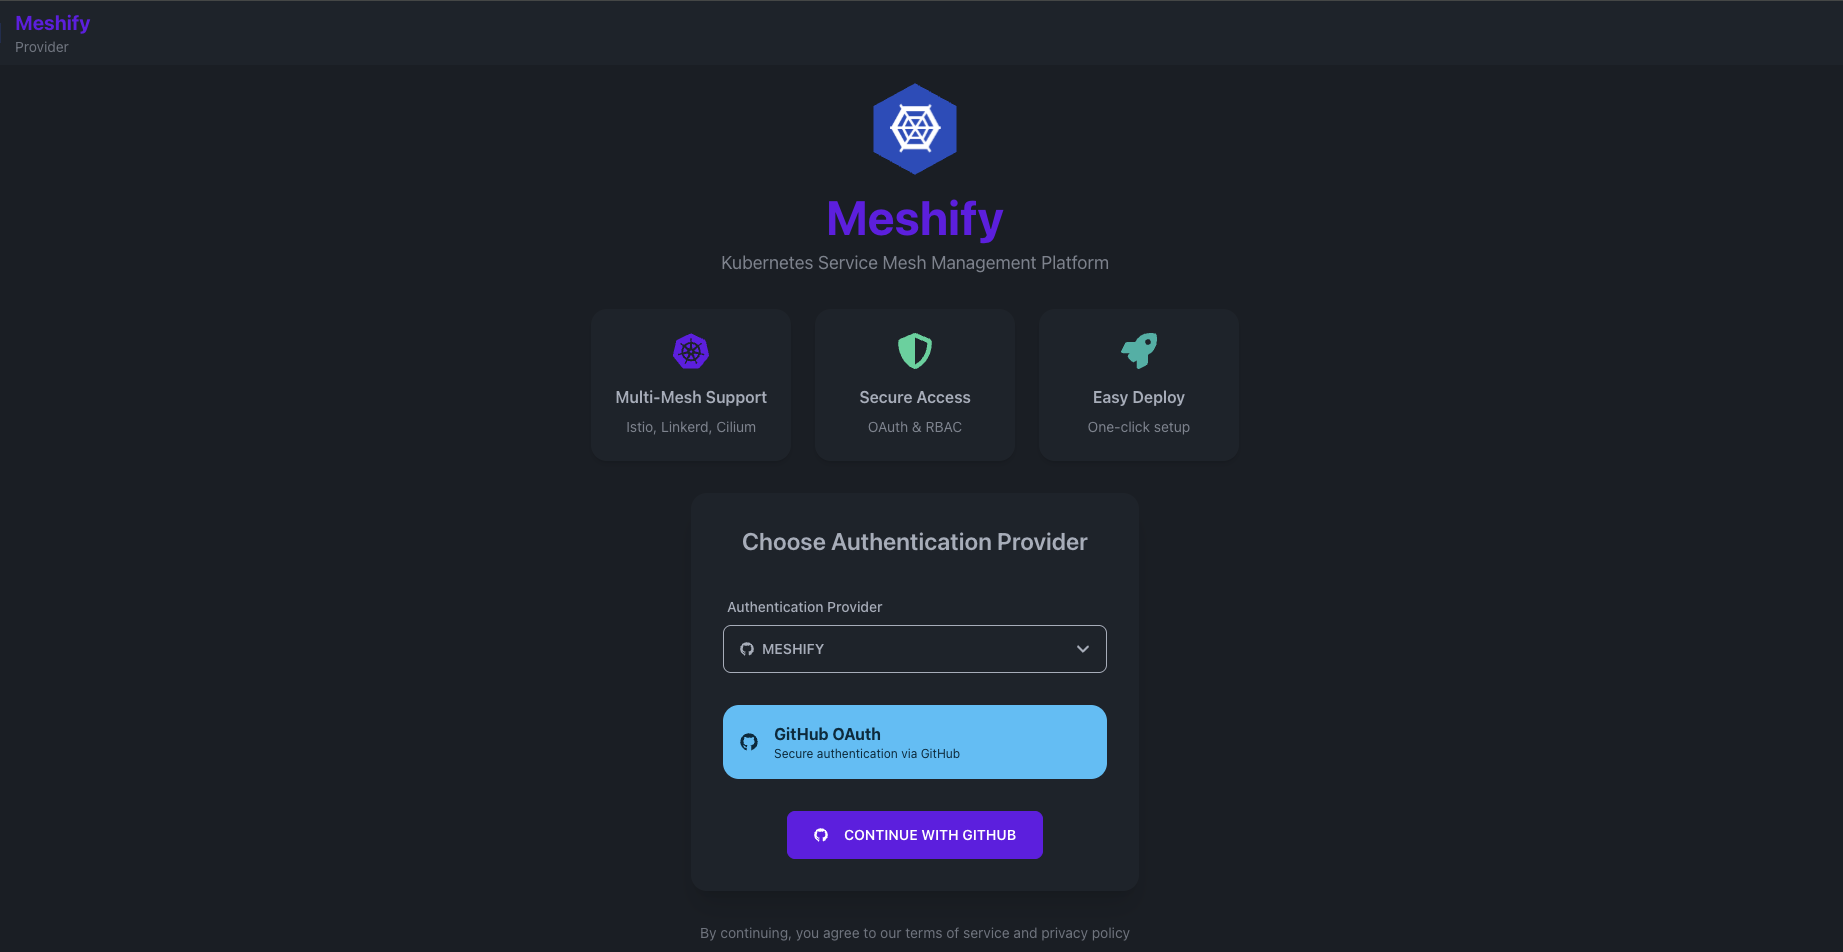 Meshify
Provider
Meshify
Kubernetes Service Mesh Management Platform
Multi-Mesh Support
Istio, Linkerd, Cilium
Secure Access
OAuth & RBAC
Easy Deploy
One-click setup
Choose Authentication Provider
Authentication Provider
MESHIFY
GitHub OAuth
Secure authentication via GitHub
CONTINUE WITH GITHUB
By continuing, you agree to our terms of service and privacy policy